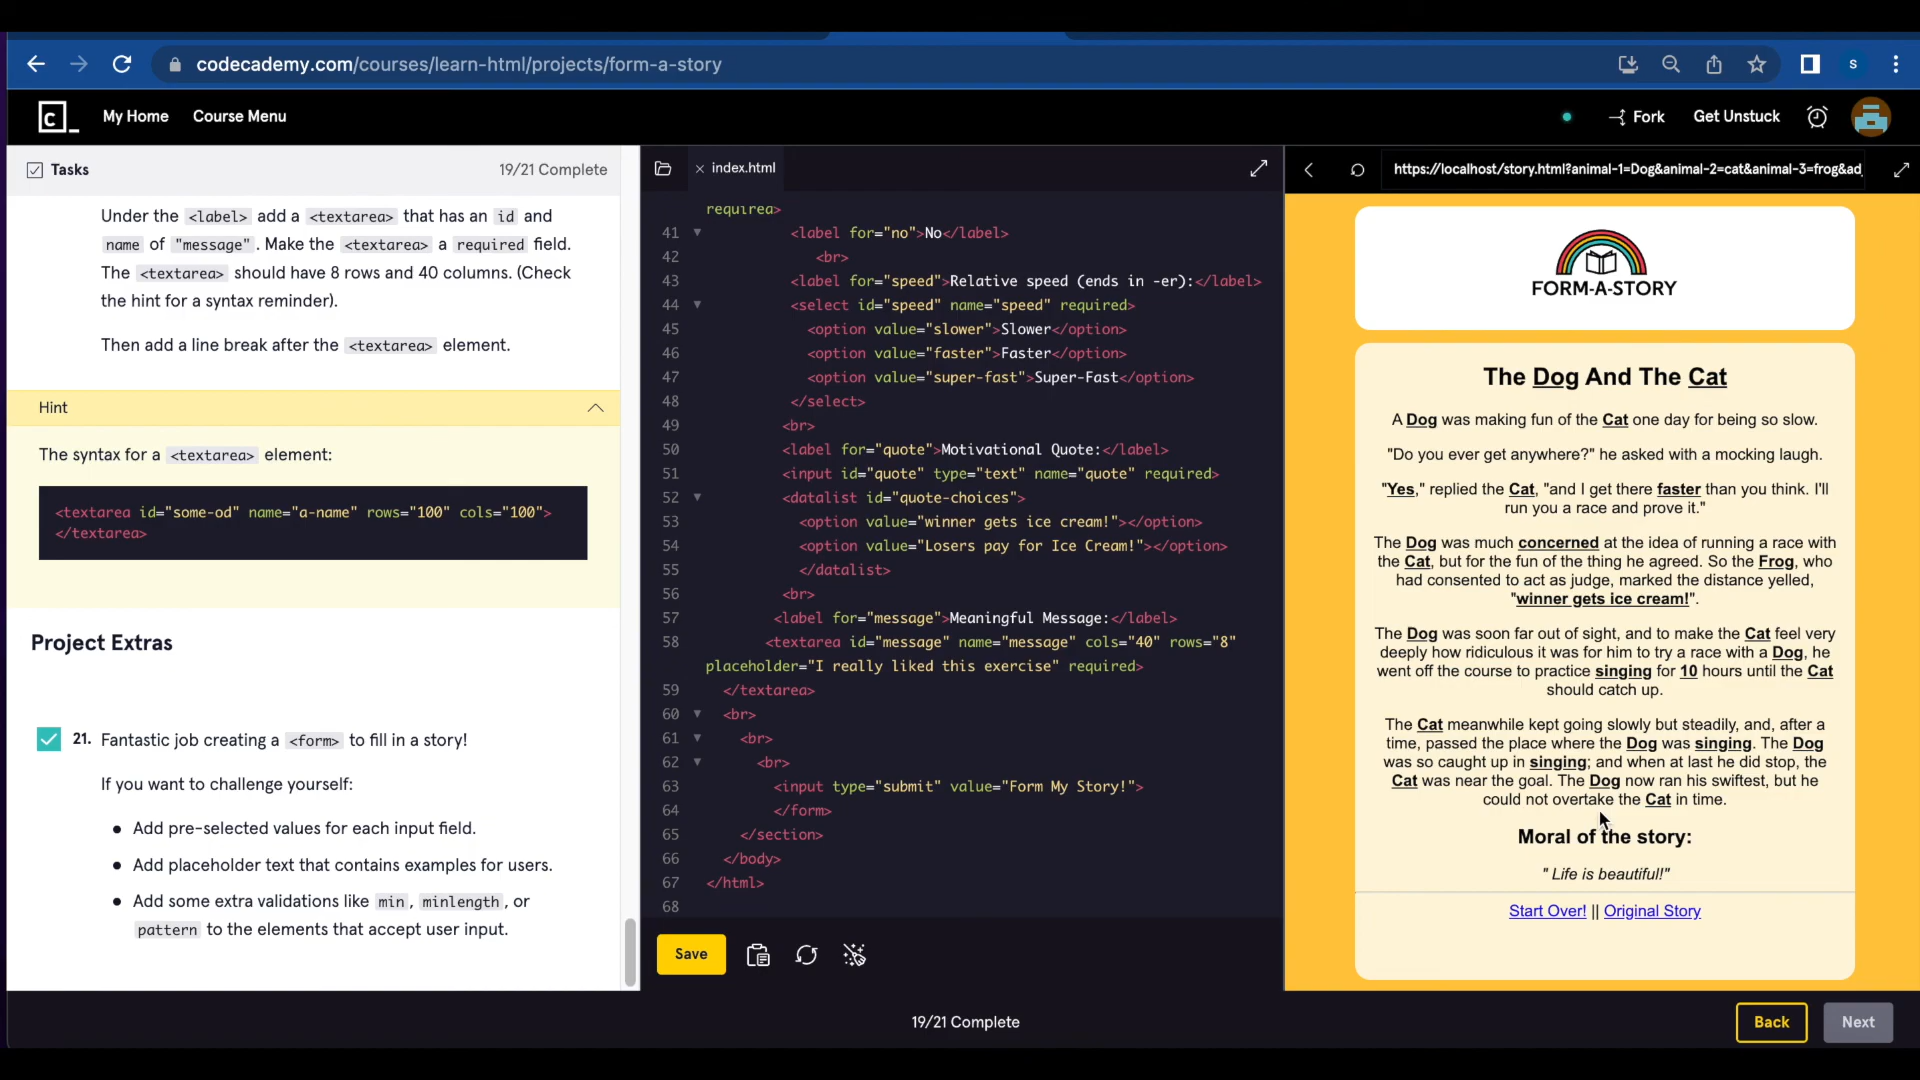 codecademy.com/courses/learn-html/projects/form-a-story
s
c_
My Home
Course Menu
Fork
Get Unstuck
Tasks
19/21 Complete
Under the <label> add a <textarea> that has an id and
name of "message". Make the <textarea> a required field.
The <textarea> should have 8 rows and 40 columns. (Check
the hint for a syntax reminder).
Then add a line break after the <textarea> element.
Hint
The syntax for a <textarea> element:
<textarea id="some-od" name="a-name" rows="100" cols="100">
</textarea>
Project Extras
21. Fantastic job creating a <form> to fill in a story!
If you want to challenge yourself:
• Add pre-selected values for each input field.
• Add placeholder text that contains examples for users.
• Add some extra validations like min, minlength, or
pattern to the elements that accept user input.
index.html
required>
41 <label for="no">No</label>
42 <br>
43 <label for="speed">Relative speed (ends in -er):</label>
44 <select id="speed" name="speed" required>
45 <option value="slower">Slower</option>
46 <option value="faster">Faster</option>
47 <option value="super-fast">Super-Fast</option>
48 </select>
49 <br>
50 <label for="quote">Motivational Quote:</label>
51 <input id="quote" type="text" name="quote" required>
52 <datalist id="quote-choices">
53 <option value="winner gets ice cream!"></option>
54 <option value="Losers pay for Ice Cream!"></option>
55 </datalist>
56 <br>
57 <label for="message">Meaningful Message:</label>
58 <textarea id="message" name="message" cols="40" rows="8"
placeholder="I really liked this exercise" required>
59 </textarea>
60 <br>
61 <br>
62 <br>
63 <input type="submit" value="Form My Story!">
64 </form>
65 </section>
66 </body>
67 </html>
68
Save
https://localhost/story.html?animal-1=Dog&animal-2=cat&animal-3=frog&ad
FORM-A-STORY
The Dog And The Cat
A Dog was making fun of the Cat one day for being so slow.
"Do you ever get anywhere?" he asked with a mocking laugh.
"Yes," replied the Cat, "and I get there faster than you think. I'll
run you a race and prove it."
The Dog was much concerned at the idea of running a race with
the Cat, but for the fun of the thing he agreed. So the Frog, who
had consented to act as judge, marked the distance yelled,
"winner gets ice cream!".
The Dog was soon far out of sight, and to make the Cat feel very
deeply how ridiculous it was for him to try a race with a Dog, he
went off the course to practice singing for 10 hours until the Cat
should catch up.
The Cat meanwhile kept going slowly but steadily, and, after a
time, passed the place where the Dog was singing. The Dog
was so caught up in singing; and when at last he did stop, the
Cat was near the goal. The Dog now ran his swiftest, but he
could not overtake the Cat in time.
Moral of the story:
" Life is beautiful!"
Start Over! || Original Story
19/21 Complete
Back
Next